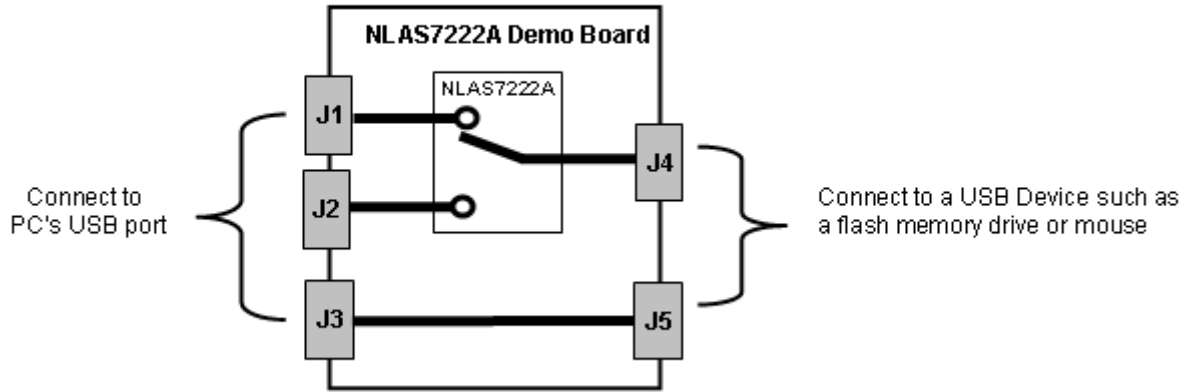 NLAS7222A Demo Board
NLAS7222A
J1
J2
J3
J4
J5
Connect to
PC's USB port
Connect to a USB Device such as
a flash memory drive or mouse